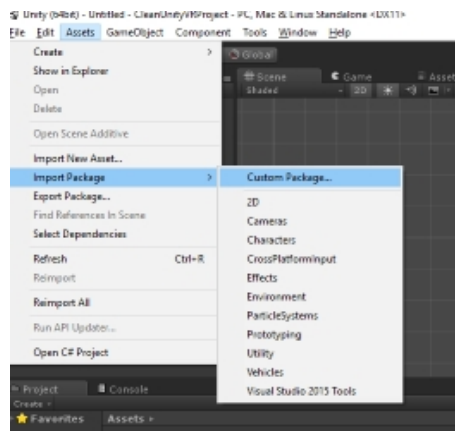 Unity (64bit) - Untitled - CleanUnityVRProject - PC, Mac & Linux Standalone <DX11>
File Edit Assets GameObject Component Tools Window Help
Create >
Global
Show in Explorer
# Scene Game Asset
Open
Shaded 2D
Delete
Open Scene Additive
Import New Asset...
Import Package > Custom Package...
Export Package...
2D
Find References In Scene
Cameras
Select Dependencies
Characters
Refresh Ctrl+R
CrossPlatformInput
Reimport
Effects
Environment
Reimport All
ParticleSystems
Run API Updater...
Prototyping
Open C# Project
Utility
Vehicles
Project Console
Visual Studio 2015 Tools
Create
Favorites Assets